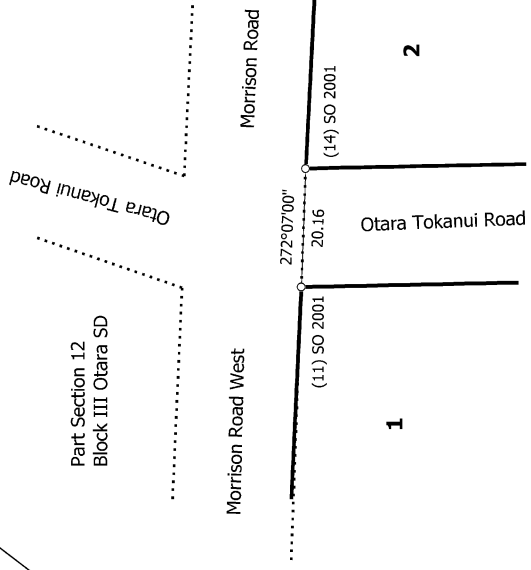 Morrison Road
2
(14) SO 2001
Otara Tokanui Road
272°07'00"
20.16
Otara Tokanui Road
(11) SO 2001
Part Section 12
Block III Otara SD
Morrison Road West
1